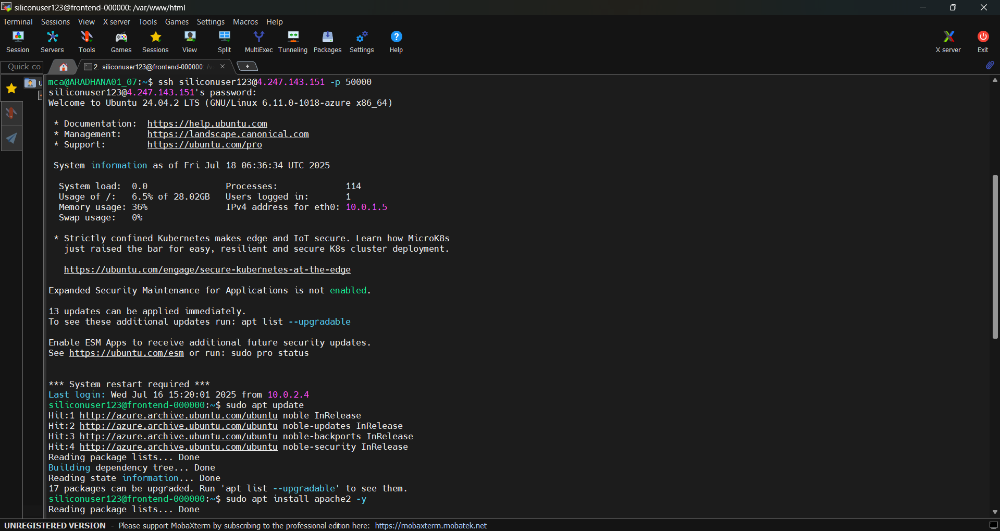 siliconuser123@frontend-000000: /var/www/html
Terminal Sessions View X server Tools Games Settings Macros Help
Session Servers Tools Games Sessions View Split MultiExec Tunneling Packages Settings Help X server Exit
Quick co
2. siliconuser123@frontend-000000:
mca@ARADHANA01_07:~$ ssh siliconuser123@4.247.143.151 -p 50000
siliconuser123@4.247.143.151's password:
Welcome to Ubuntu 24.04.2 LTS (GNU/Linux 6.11.0-1018-azure x86_64)
* Documentation: https://help.ubuntu.com
* Management: https://landscape.canonical.com
* Support: https://ubuntu.com/pro
System information as of Fri Jul 18 06:36:34 UTC 2025
System load: 0.0 Processes: 114
Usage of /: 6.5% of 28.02GB Users logged in: 1
Memory usage: 36% IPv4 address for eth0: 10.0.1.5
Swap usage: 0%
* Strictly confined Kubernetes makes edge and IoT secure. Learn how MicroK8s
just raised the bar for easy, resilient and secure K8s cluster deployment.
https://ubuntu.com/engage/secure-kubernetes-at-the-edge
Expanded Security Maintenance for Applications is not enabled.
13 updates can be applied immediately.
To see these additional updates run: apt list --upgradable
Enable ESM Apps to receive additional future security updates.
See https://ubuntu.com/esm or run: sudo pro status
*** System restart required ***
Last login: Wed Jul 16 15:20:01 2025 from 10.0.2.4
siliconuser123@frontend-000000:~$ sudo apt update
Hit:1 http://azure.archive.ubuntu.com/ubuntu noble InRelease
Hit:2 http://azure.archive.ubuntu.com/ubuntu noble-updates InRelease
Hit:3 http://azure.archive.ubuntu.com/ubuntu noble-backports InRelease
Hit:4 http://azure.archive.ubuntu.com/ubuntu noble-security InRelease
Reading package lists... Done
Building dependency tree... Done
Reading state information... Done
17 packages can be upgraded. Run 'apt list --upgradable' to see them.
siliconuser123@frontend-000000:~$ sudo apt install apache2 -y
Reading package lists... Done
UNREGISTERED VERSION - Please support MobaXterm by subscribing to the professional edition here: https://mobaxterm.mobatek.net